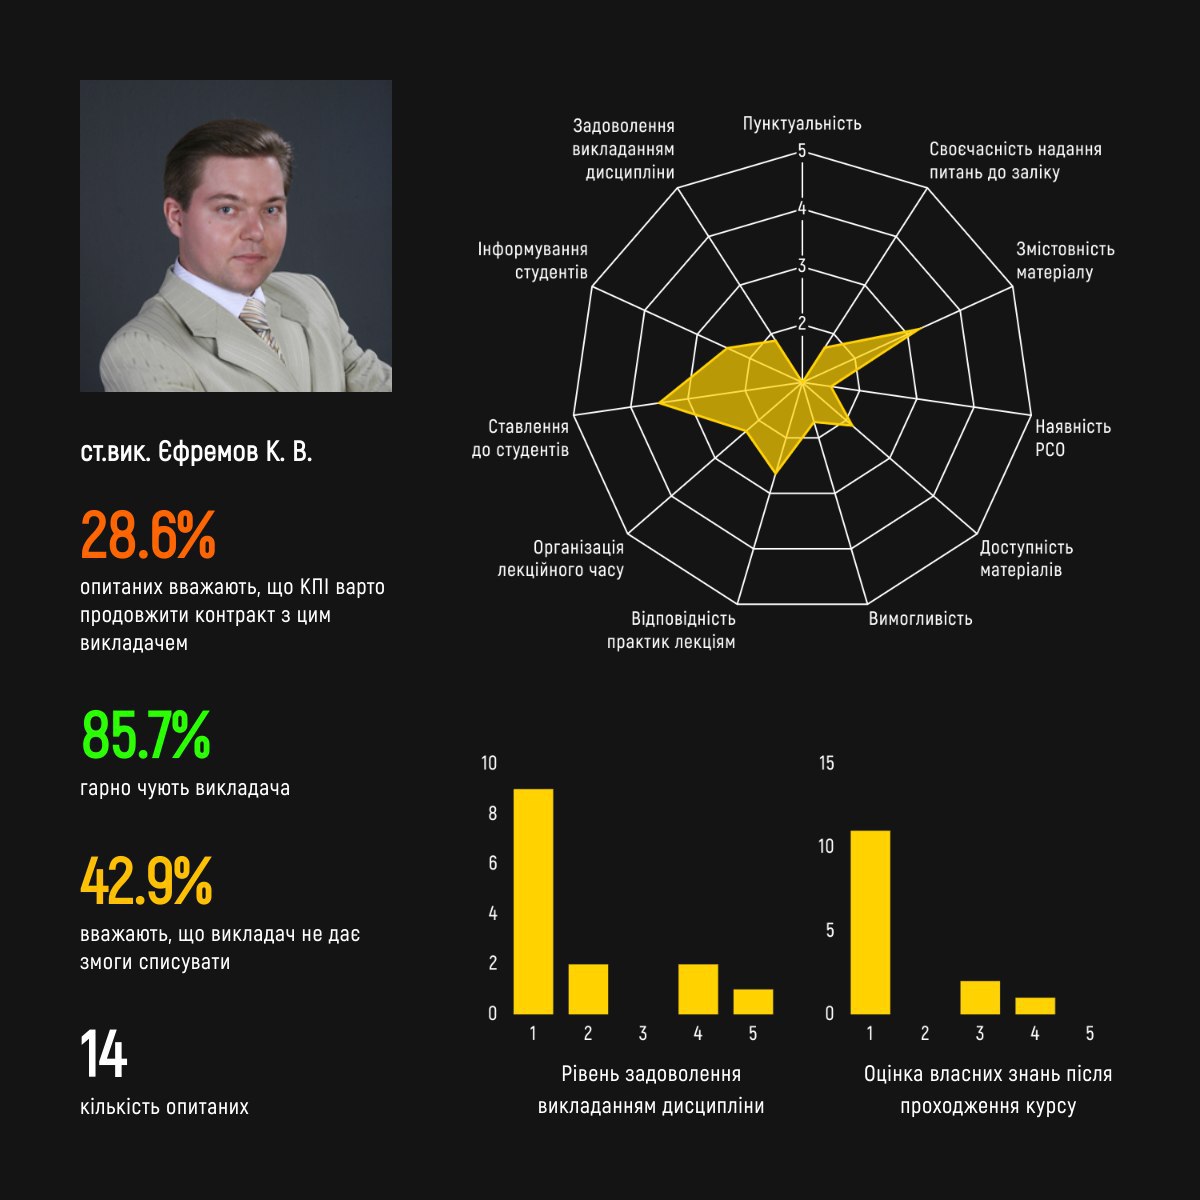 ст.вик. Єфремов К. В.
28.6%
опитаних вважають, що КПІ варто
продовжити контракт з цим
викладачем
85.7%
гарно чують викладача
42.9%
вважають, що викладач не дає
змоги списувати
14
кількість опитаних
Пунктуальність
Своєчасність надання
питань до заліку
Змістовність
матеріалу
Наявність
РСО
Доступність
матеріалів
Вимогливість
Відповідність
практик лекціям
Організація
лекційного часу
Ставлення
до студентів
Інформування
студентів
Задоволення
викладанням
дисципліни
5
4
3
2
10
8
6
4
2
0
1 2 3 4 5
Рівень задоволення
викладанням дисципліни
15
10
5
0
1 2 3 4 5
Оцінка власних знань після
проходження курсу